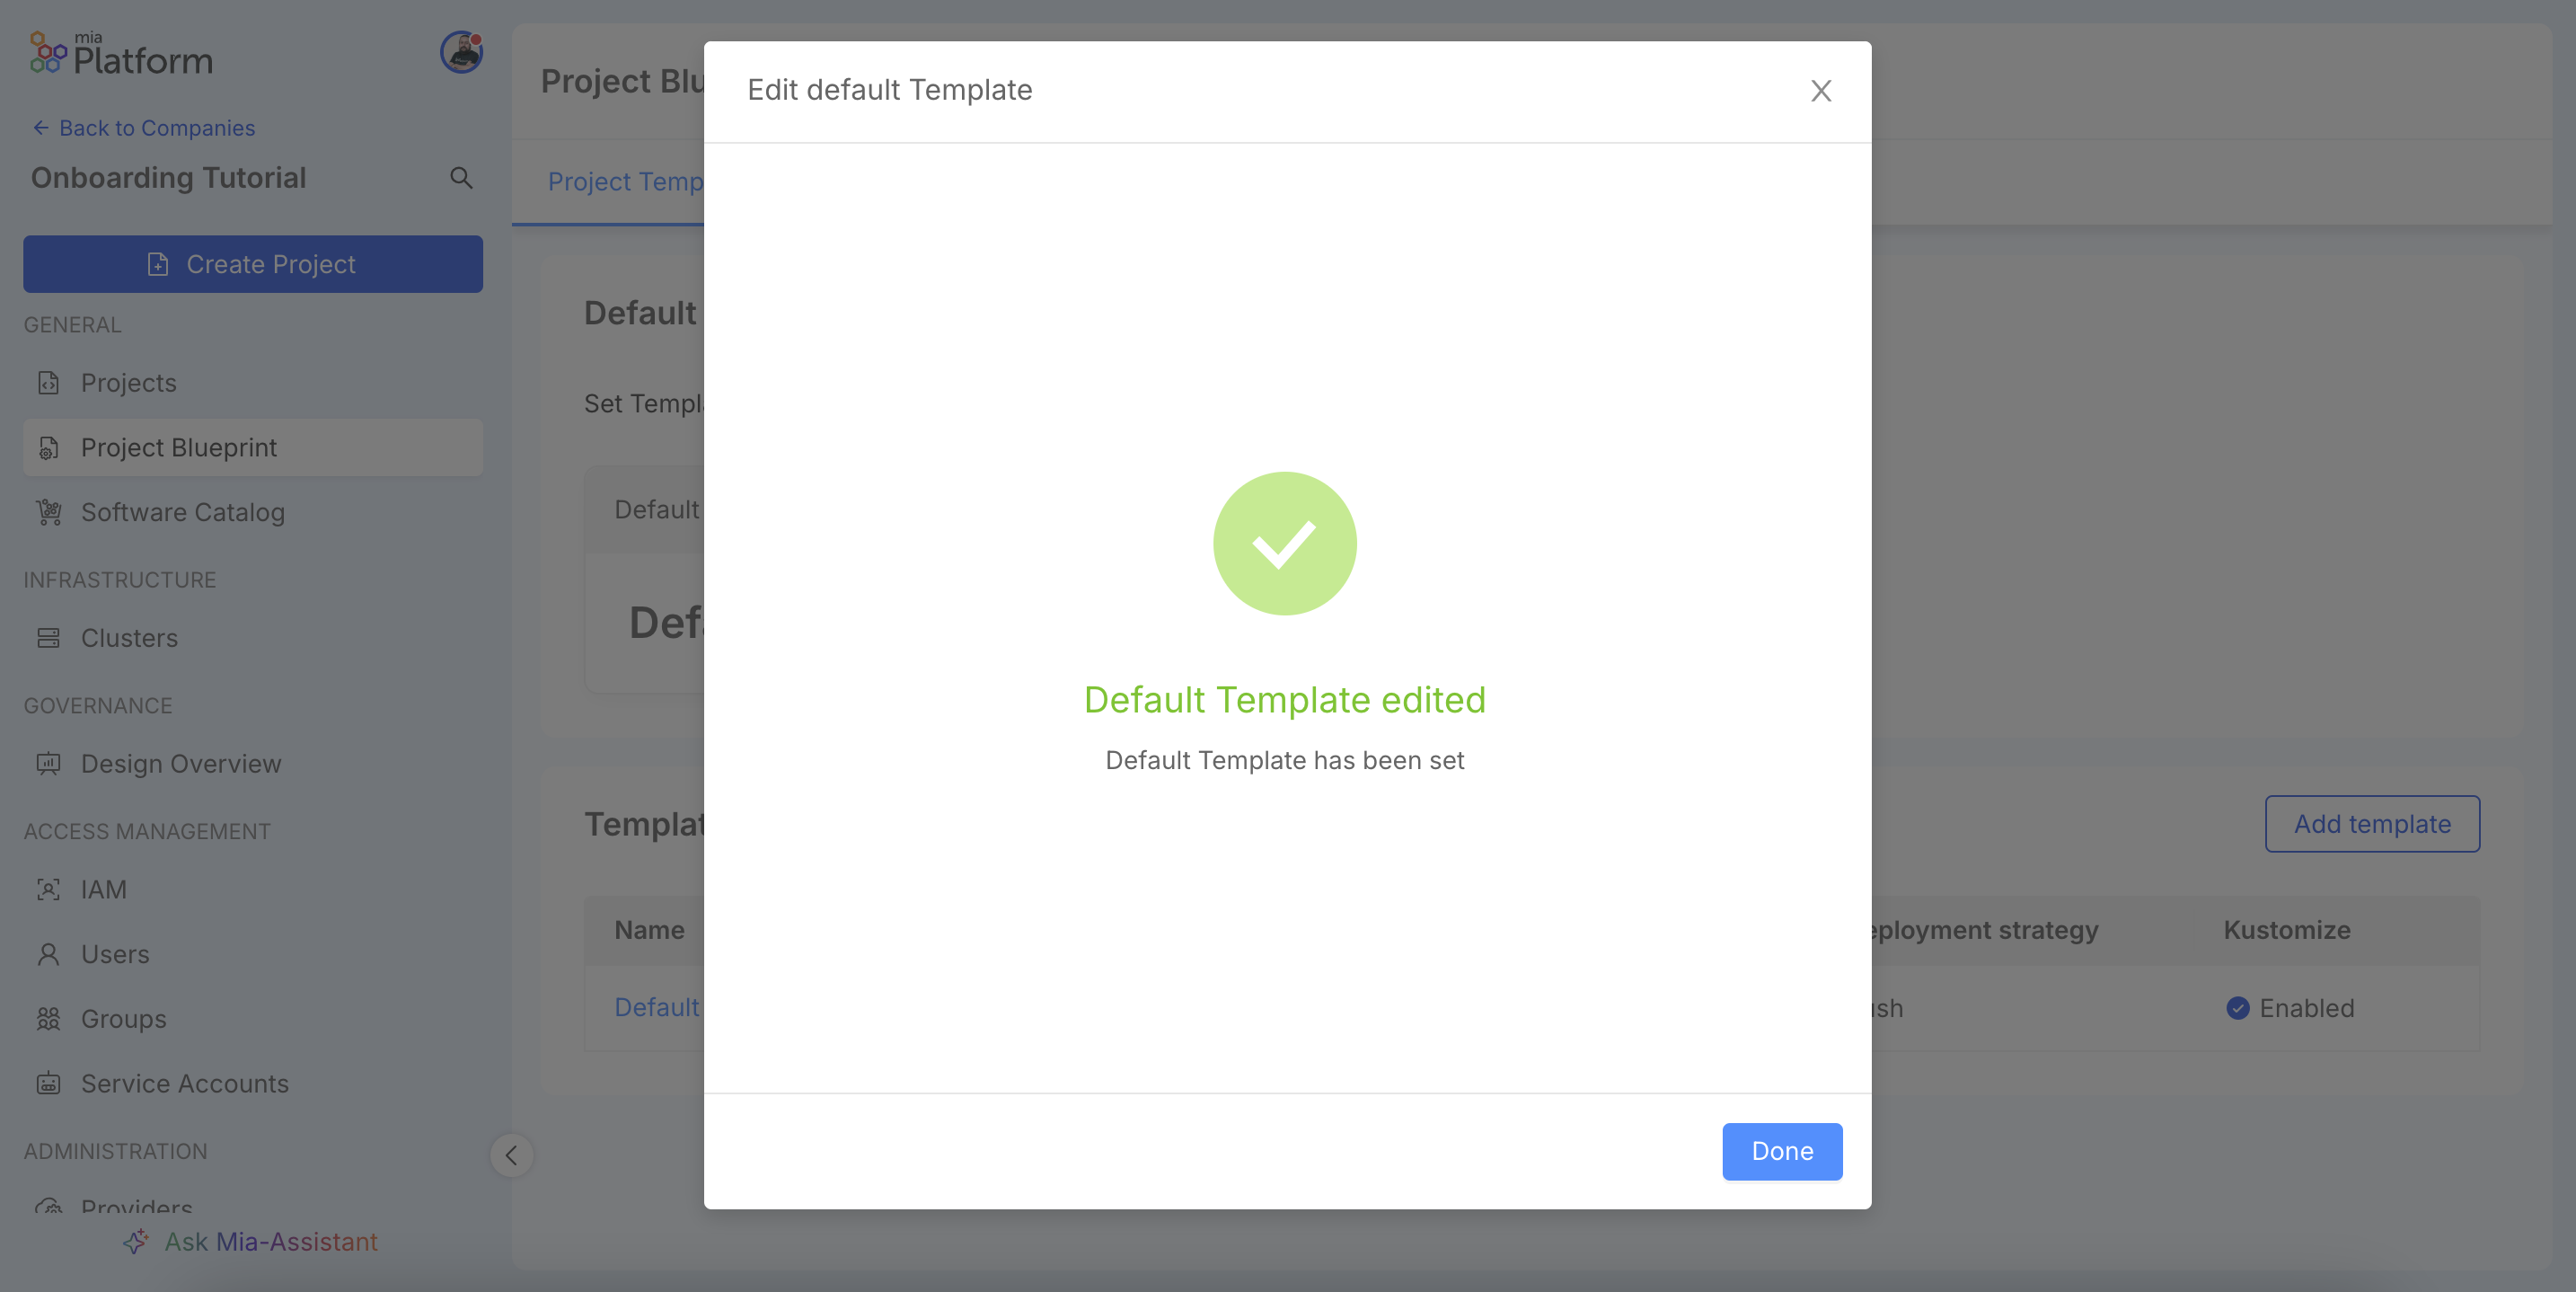 mia
Platform
Back to Companies
Onboarding Tutorial
Create Project
GENERAL
Projects
Project Blueprint
Software Catalog
INFRASTRUCTURE
Clusters
GOVERNANCE
Design Overview
ACCESS MANAGEMENT
IAM
Users
Groups
Service Accounts
ADMINISTRATION
Providers
Ask Mia-Assistant
Project Blu
Project Temp
Default
Set Templa
Default
Defa
Templat
Add template
Name
eployment strategy
Kustomize
Default
ush
Enabled
Edit default Template
Default Template edited
Default Template has been set
Done